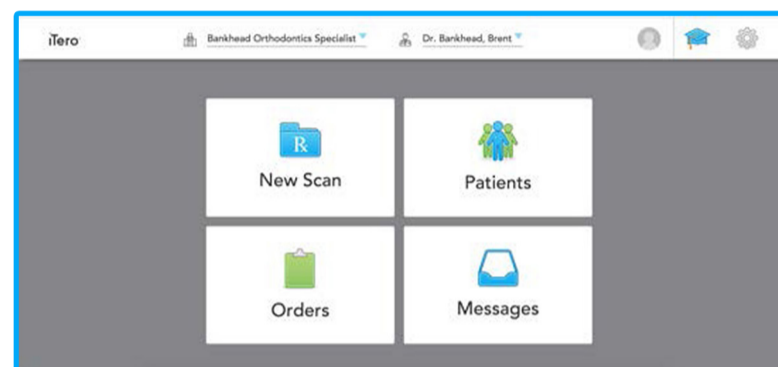 iTero
Bankhead Orthodontics Specialist
Dr. Bankhead, Brent
R
New Scan
Patients
Orders
Messages